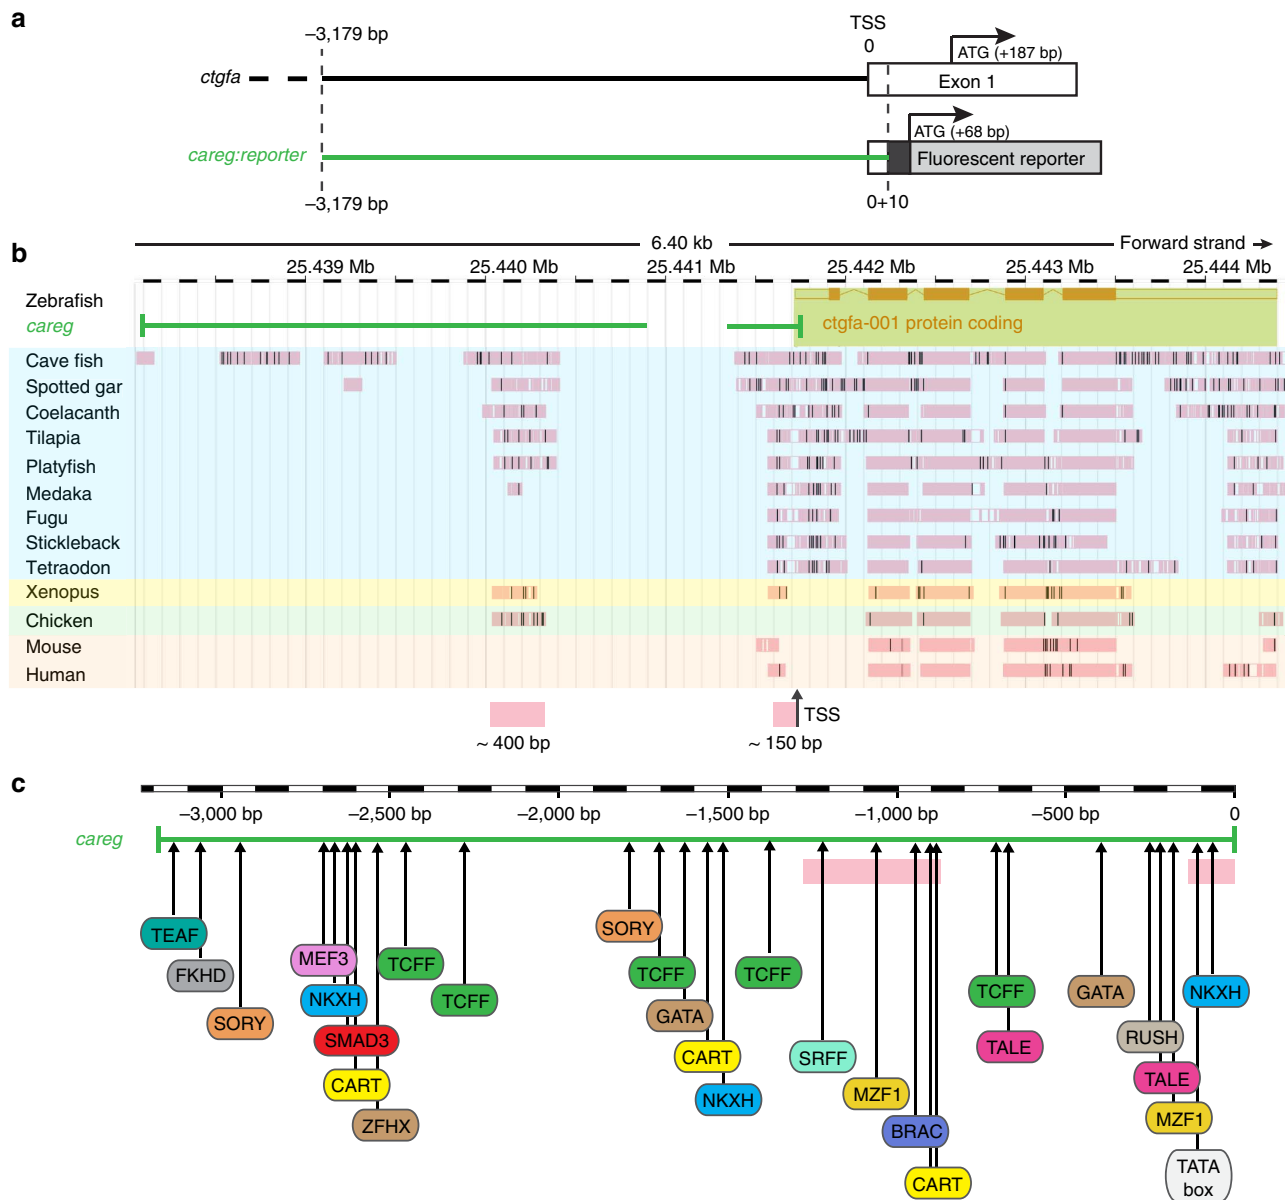 a
–3,179 bp
TSS
0
ctgfa
ATG (+187 bp)
Exon 1
careg:reporter
ATG (+68 bp)
Fluorescent reporter
–3,179 bp
0+10
b
6.40 kb
Forward strand
25.439 Mb
25.440 Mb
25.441 Mb
25.442 Mb
25.443 Mb
25.444 Mb
Zebrafish
careg
ctgfa-001 protein coding
Cave fish
Spotted gar
Coelacanth
Tilapia
Platyfish
Medaka
Fugu
Stickleback
Tetraodon
Xenopus
Chicken
Mouse
Human
TSS
~ 400 bp
~ 150 bp
c
–3,000 bp
–2,500 bp
–2,000 bp
–1,500 bp
–1,000 bp
–500 bp
0
careg
TEAF
FKHD
SORY
MEF3
NKXH
SMAD3
CART
ZFHX
TCFF
TCFF
SORY
TCFF
GATA
CART
NKXH
TCFF
SRFF
MZF1
BRAC
CART
TCFF
TALE
GATA
RUSH
TALE
MZF1
TATA
box
NKXH